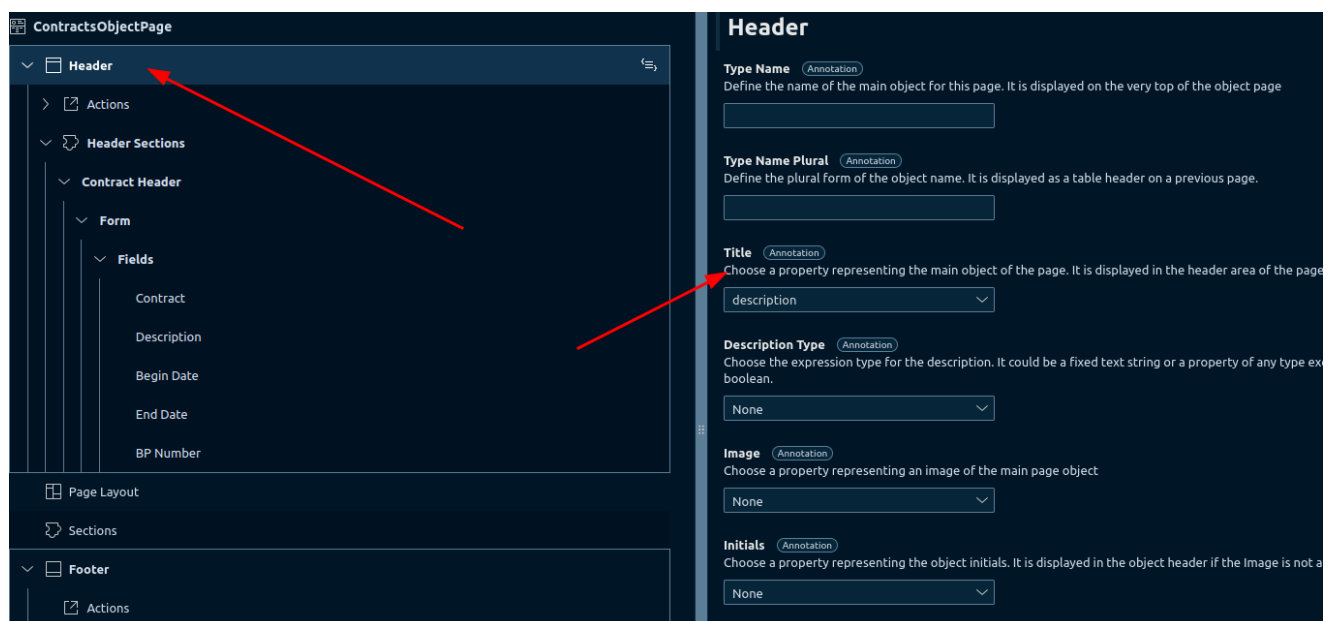 ContractsObjectPage
Header
Actions
Header Sections
Contract Header
Form
Fields
Contract
Description
Begin Date
End Date
BP Number
Page Layout
Sections
Footer
Actions
Header
Type Name Annotation
Define the name of the main object for this page. It is displayed on the very top of the object page
Type Name Plural Annotation
Define the plural form of the object name. It is displayed as a table header on a previous page.
Title Annotation
Choose a property representing the main object of the page. It is displayed in the header area of the page
description
Description Type Annotation
Choose the expression type for the description. It could be a fixed text string or a property of any type ex
boolean.
None
Image Annotation
Choose a property representing an image of the main page object
None
Initials Annotation
Choose a property representing the object initials. It is displayed in the object header if the Image is not a
None